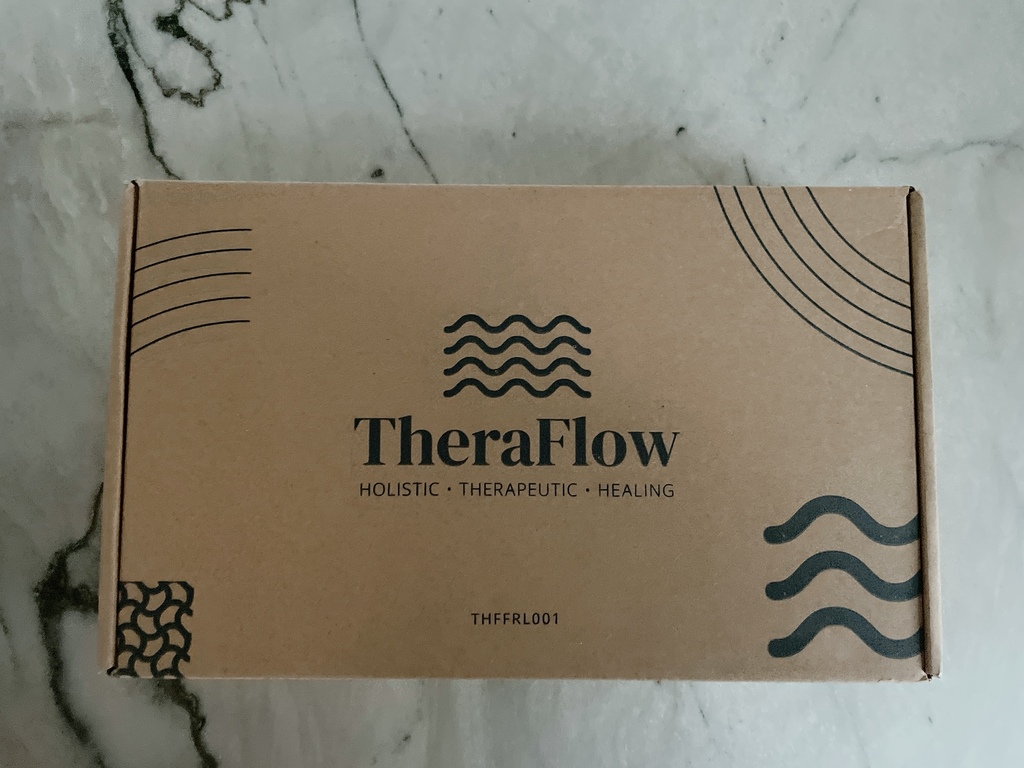 TheraFlow
HOLISTIC · THERAPEUTIC · HEALING
THFFRL001